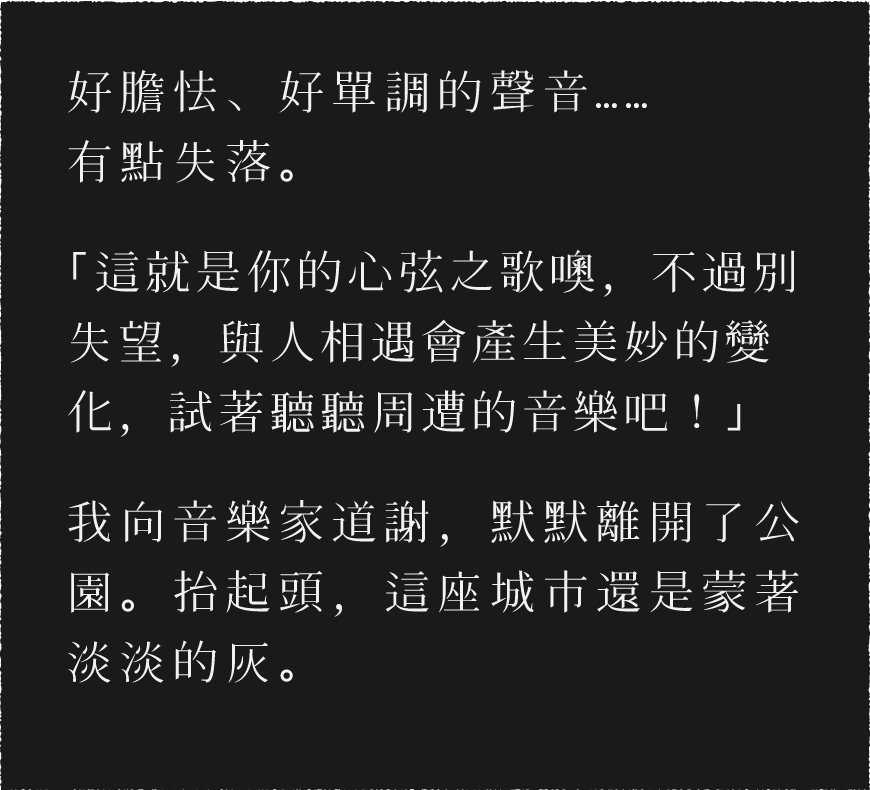 好膽怯、好單調的聲音……
有點失落。
「這就是你的心弦之歌噢，不過別
失望，與人相遇會產生美妙的變
化，試著聽聽周遭的音樂吧！」
我向音樂家道謝，默默離開了公
園。抬起頭，這座城市還是蒙著
淡淡的灰。